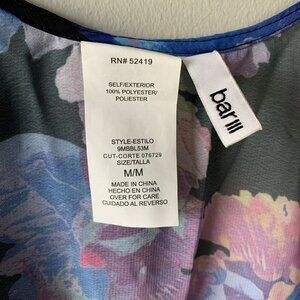 RN# 52419
SELF/EXTERIOR
100% POLYESTER/
POLIESTER
STYLE-ESTILO
9MBBL53M
CUT-CORTE 076729
SIZE/TALLA
M/M
MADE IN CHINA
HECHO EN CHINA
OVER FOR CARE
CUIDADO AL REVERSO
bar III